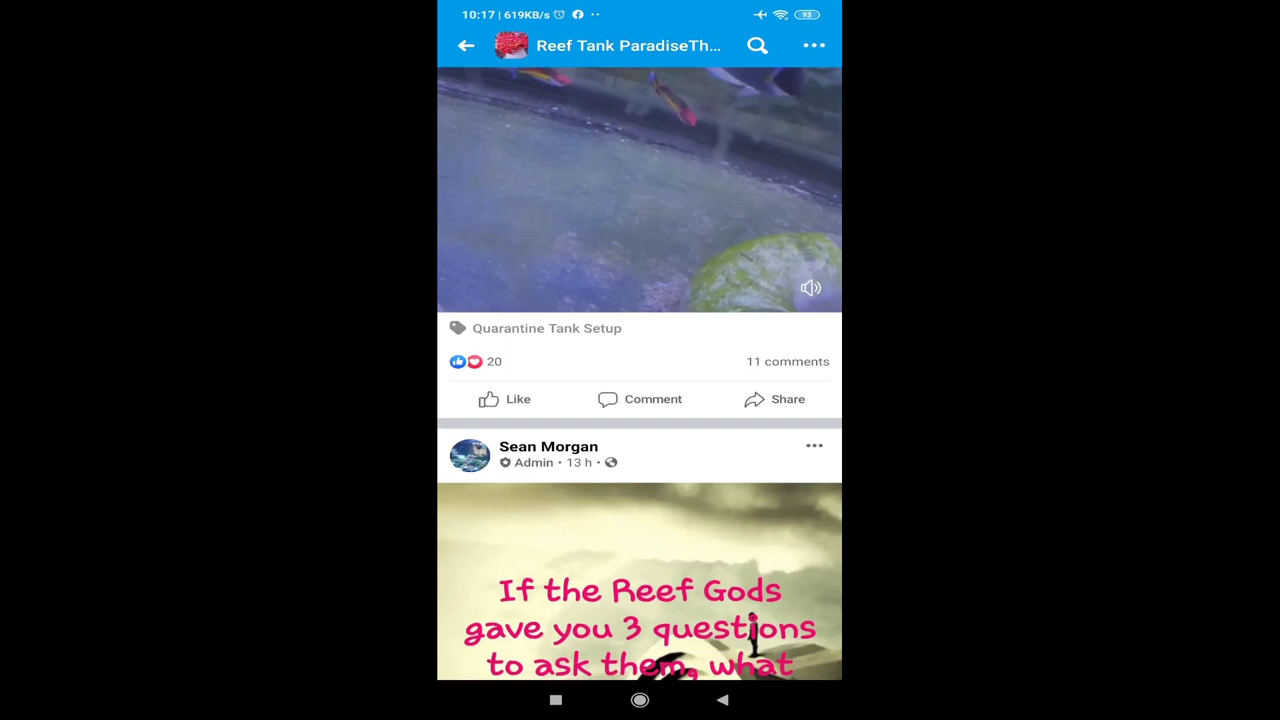 10:17 | 619KB/s
93
Reef Tank ParadiseTh...
Quarantine Tank Setup
20
11 comments
Like
Comment
Share
Sean Morgan
Admin • 13 h •
If the Reef Gods
gave you 3 questions
to ask them, what